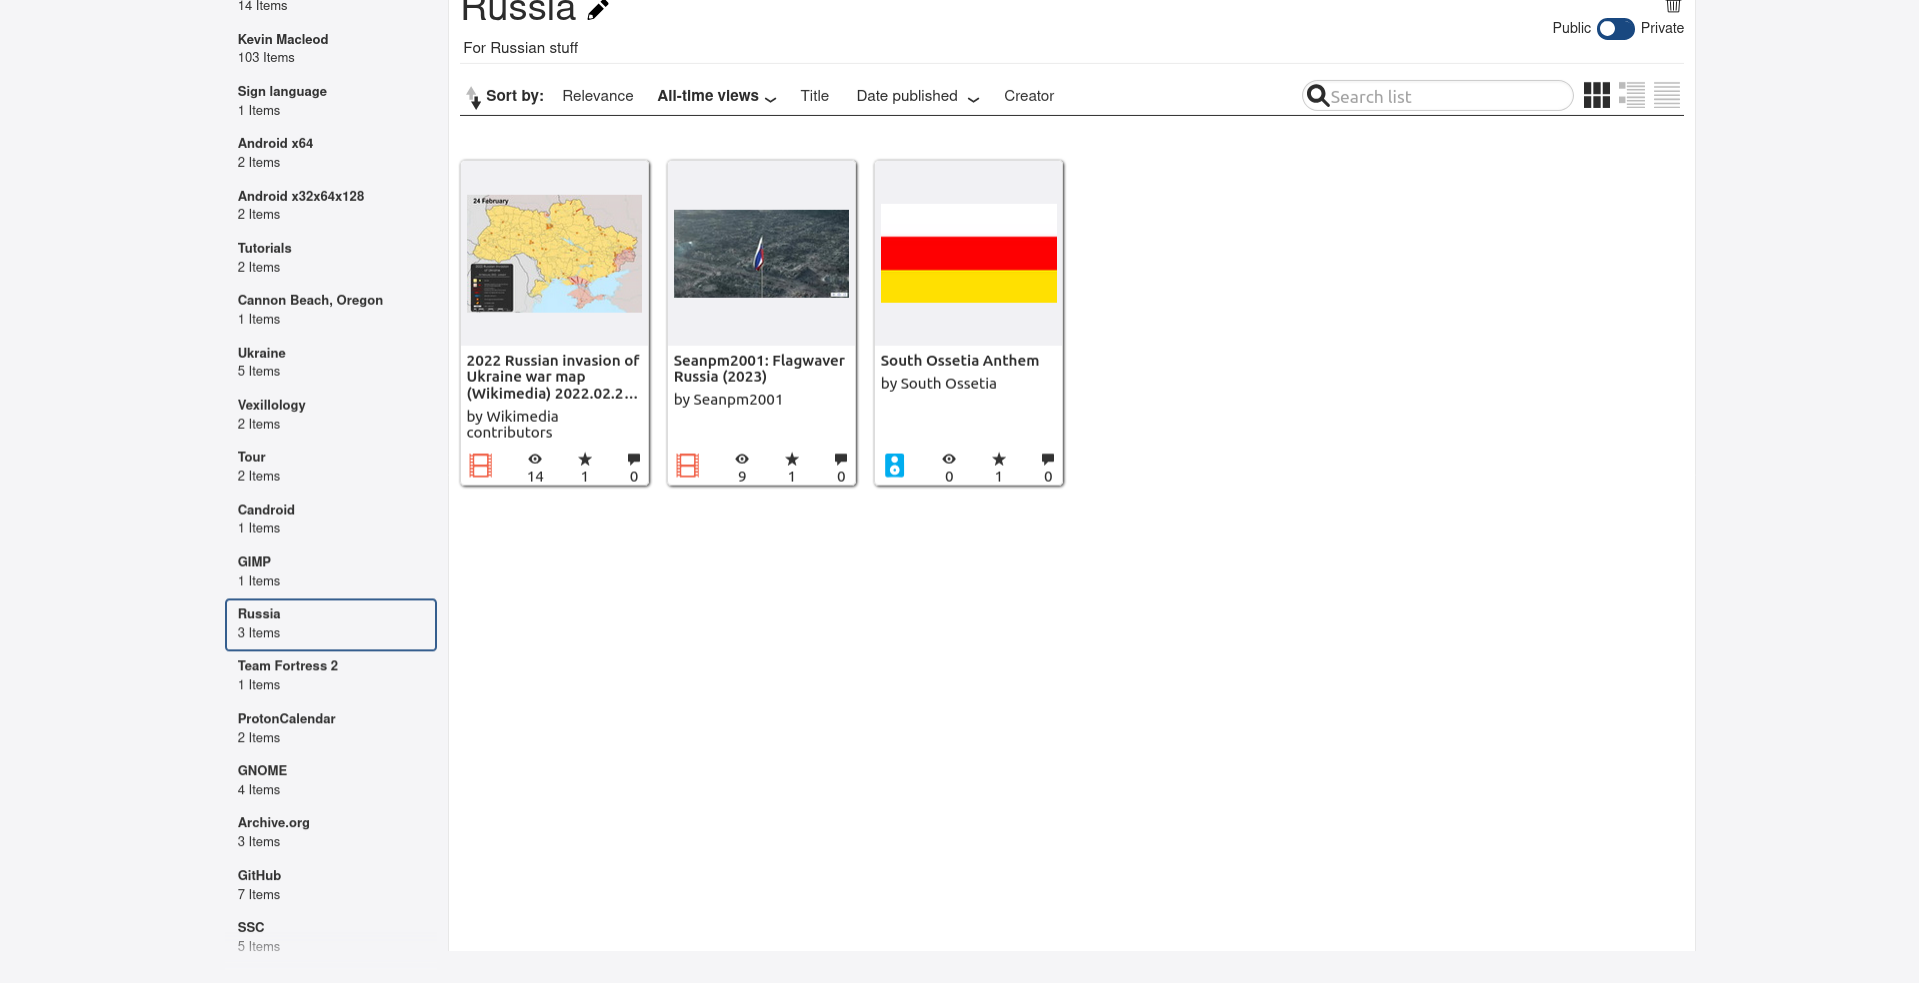 14 Items
Kevin Macleod
103 Items
Sign language
1 Items
Android x64
2 Items
Android x32x64x128
2 Items
Tutorials
2 Items
Cannon Beach, Oregon
1 Items
Ukraine
5 Items
Vexillology
2 Items
Tour
2 Items
Candroid
1 Items
GIMP
1 Items
Russia
3 Items
Team Fortress 2
1 Items
ProtonCalendar
2 Items
GNOME
4 Items
Archive.org
3 Items
GitHub
7 Items
SSC
5 Items
Russia
Public Private
For Russian stuff
Sort by: Relevance All-time views Title Date published Creator
Search list
24 February
2022 Russian invasion of
Ukraine war map
(Wikimedia) 2022.02.2...
by Wikimedia
contributors
14 1 0
Seanpm2001: Flagwaver
Russia (2023)
by Seanpm2001
9 1 0
South Ossetia Anthem
by South Ossetia
0 1 0